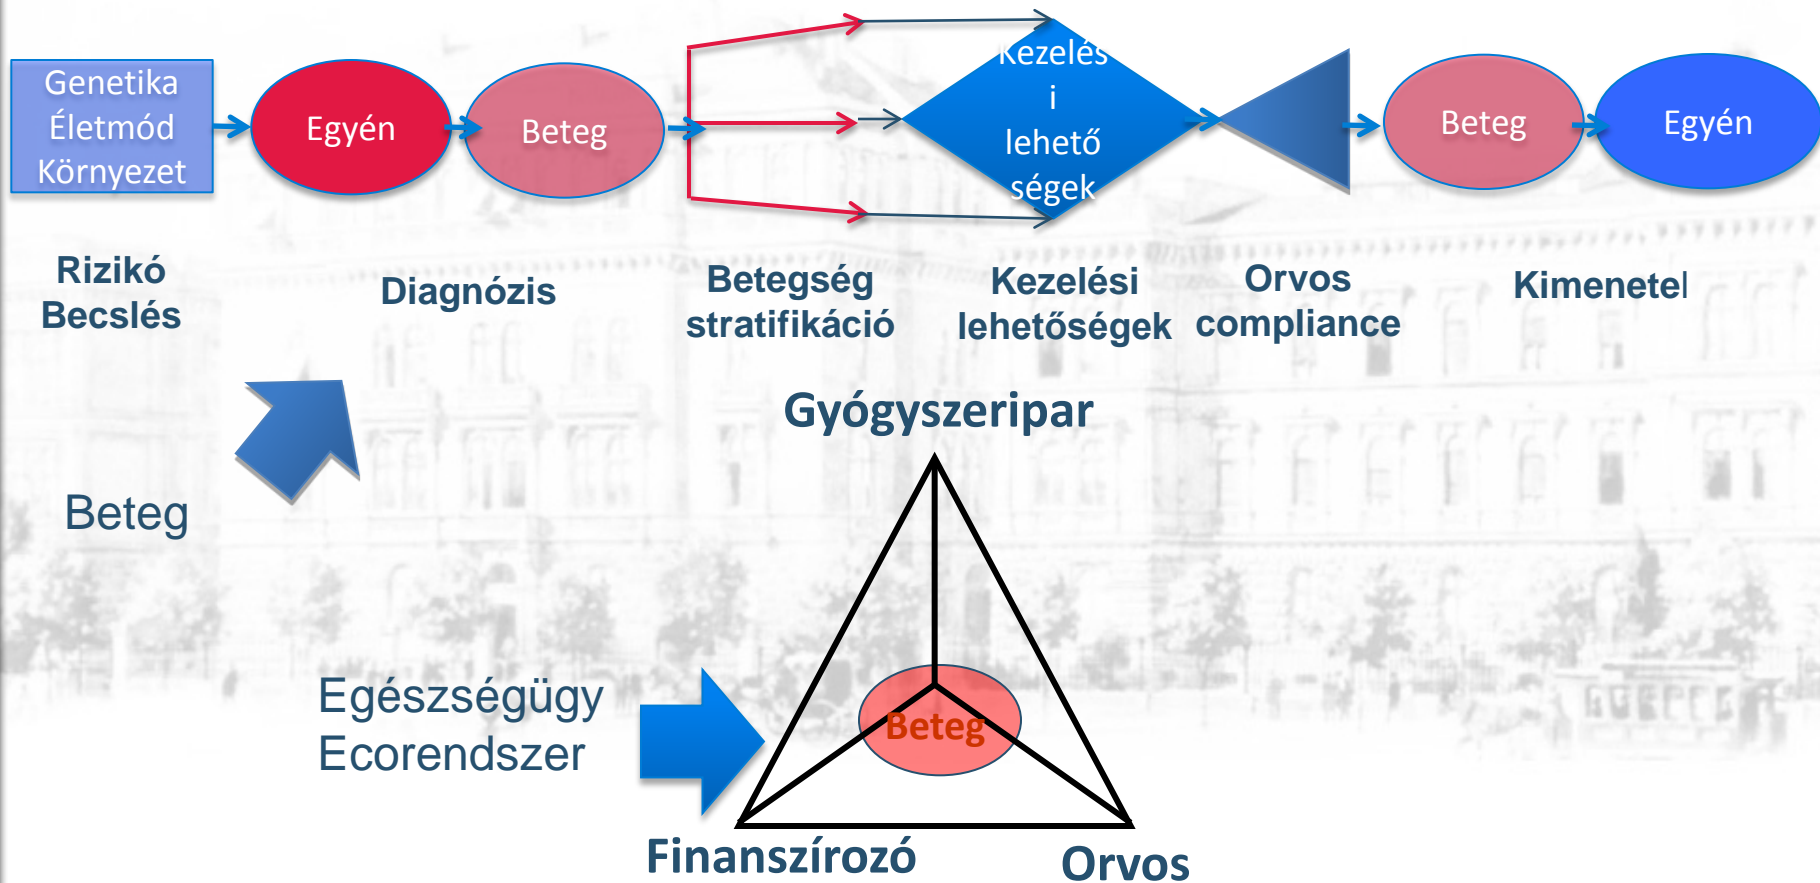 Genetika
Életmód
Környezet
Egyén
Beteg
Kezelés
i
lehető
ségek
Beteg
Egyén
Rizikó
Becslés
Diagnózis
Betegség
stratifikáció
Kezelési
lehetőségek
Orvos
compliance
Kimenetel
Gyógyszeripar
Beteg
Egészségügy
Ecorendszer
Beteg
Finanszírozó
Orvos